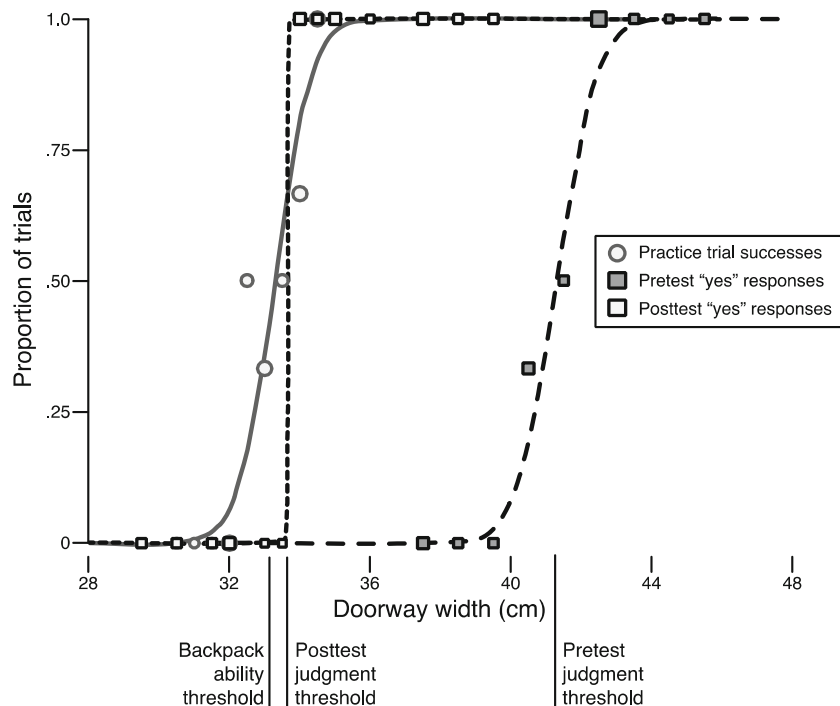 1.0
.75
.50
.25
0
Proportion of trials
Practice trial successes
Pretest “yes” responses
Posttest “yes” responses
28 32 36 40 44 48
Doorway width (cm)
Backpack
ability
threshold
Posttest
judgment
threshold
Pretest
judgment
threshold